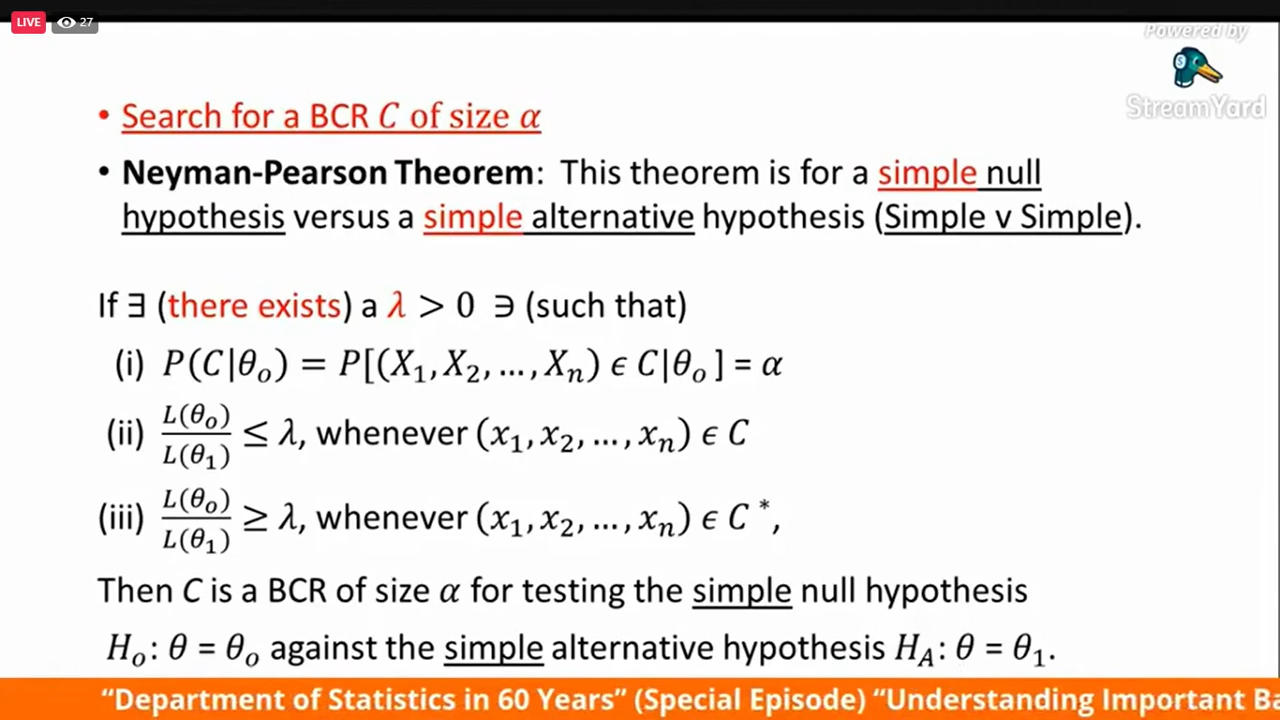 LIVE 27
Powered by
StreamYard
• Search for a BCR C of size α
• Neyman-Pearson Theorem: This theorem is for a simple null
hypothesis versus a simple alternative hypothesis (Simple v Simple).
If ∃ (there exists) a λ > 0 ∋ (such that)
(i) P(C|θₒ) = P[(X₁, X₂, …, Xₙ) ϵ C|θₒ] = α
(ii) L(θₒ)/L(θ₁) ≤ λ, whenever (x₁, x₂, …, xₙ) ϵ C
(iii) L(θₒ)/L(θ₁) ≥ λ, whenever (x₁, x₂, …, xₙ) ϵ C*,
Then C is a BCR of size α for testing the simple null hypothesis
Hₒ: θ = θₒ against the simple alternative hypothesis H_A: θ = θ₁.
“Department of Statistics in 60 Years” (Special Episode) “Understanding Important Ba